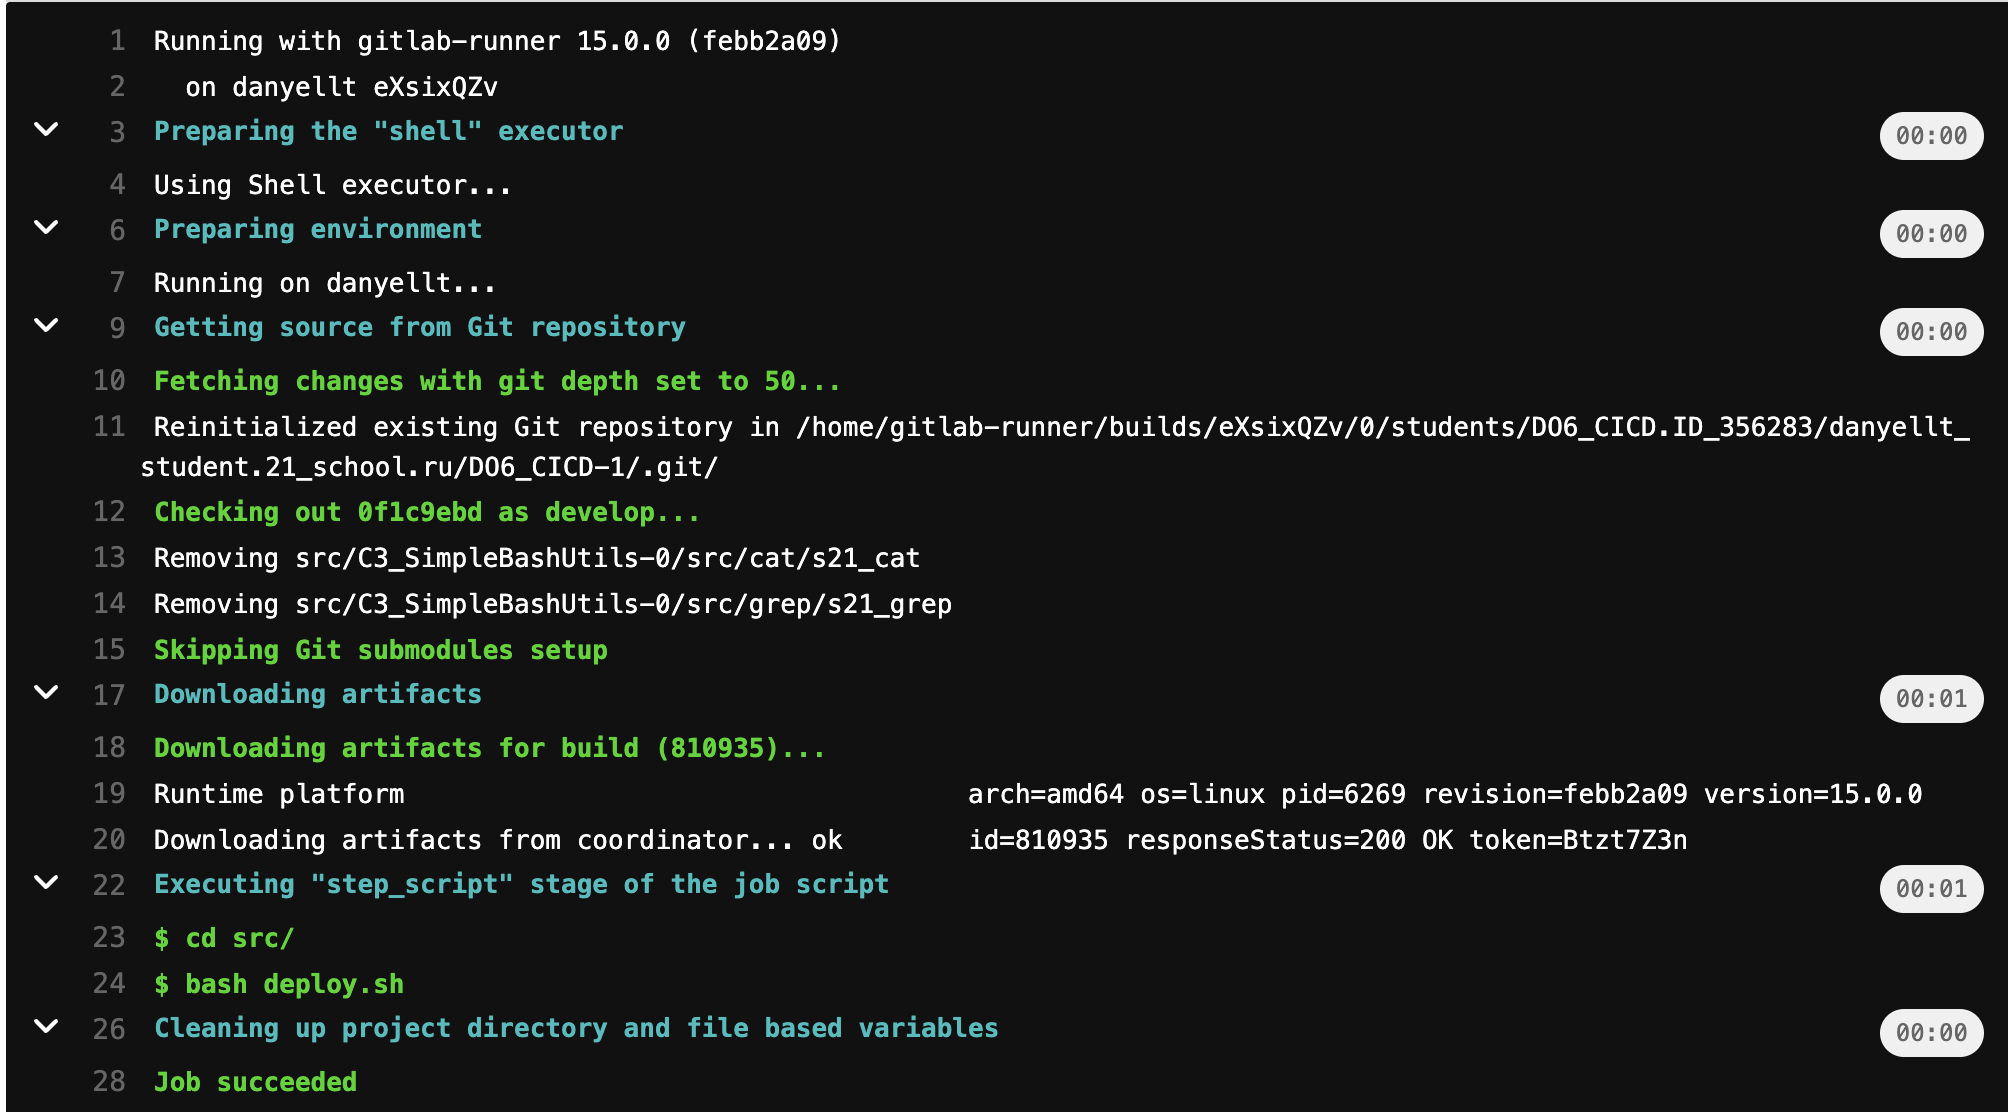 1 Running with gitlab-runner 15.0.0 (febb2a09)
2 on danyellt eXsixQZv
3 Preparing the "shell" executor 00:00
4 Using Shell executor...
6 Preparing environment 00:00
7 Running on danyellt...
9 Getting source from Git repository 00:00
10 Fetching changes with git depth set to 50...
11 Reinitialized existing Git repository in /home/gitlab-runner/builds/eXsixQZv/0/students/DO6_CICD.ID_356283/danyellt_
student.21_school.ru/DO6_CICD-1/.git/
12 Checking out 0f1c9ebd as develop...
13 Removing src/C3_SimpleBashUtils-0/src/cat/s21_cat
14 Removing src/C3_SimpleBashUtils-0/src/grep/s21_grep
15 Skipping Git submodules setup
17 Downloading artifacts 00:01
18 Downloading artifacts for build (810935)...
19 Runtime platform arch=amd64 os=linux pid=6269 revision=febb2a09 version=15.0.0
20 Downloading artifacts from coordinator... ok id=810935 responseStatus=200 OK token=Btzt7Z3n
22 Executing "step_script" stage of the job script 00:01
23 $ cd src/
24 $ bash deploy.sh
26 Cleaning up project directory and file based variables 00:00
28 Job succeeded